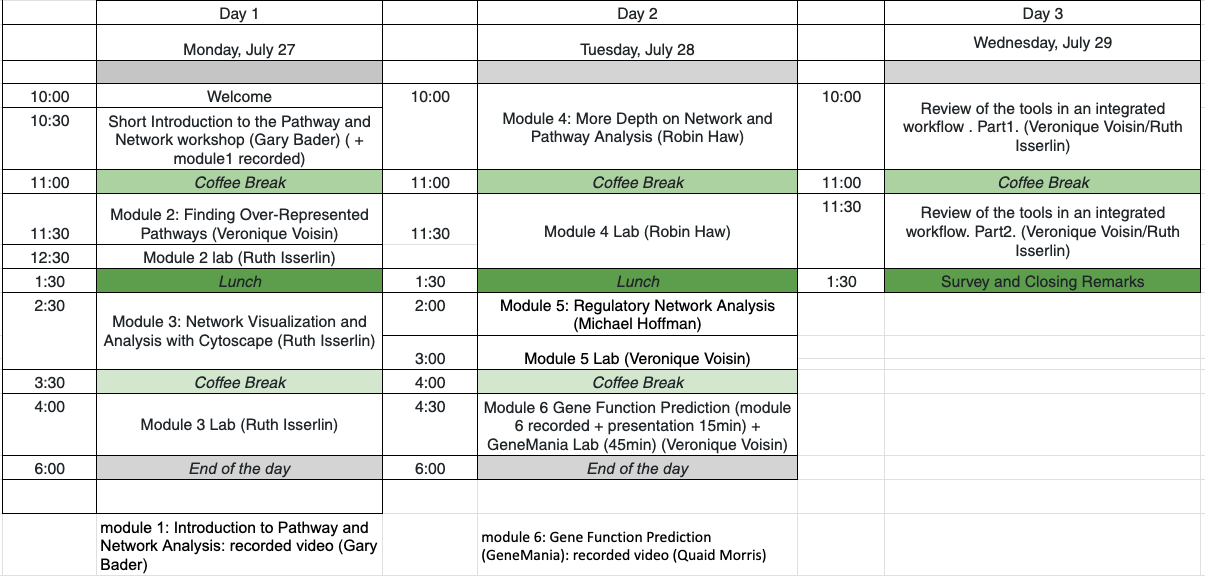 Day 1
Day 2
Day 3
Monday, July 27
Tuesday, July 28
Wednesday, July 29
10:00
Welcome
10:30
Short Introduction to the Pathway and
Network workshop (Gary Bader) ( +
module1 recorded)
11:00
Coffee Break
11:30
Module 2: Finding Over-Represented
Pathways (Veronique Voisin)
12:30
Module 2 lab (Ruth Isserlin)
1:30
Lunch
2:30
Module 3: Network Visualization and
Analysis with Cytoscape (Ruth Isserlin)
3:30
Coffee Break
4:00
Module 3 Lab (Ruth Isserlin)
6:00
End of the day
module 1: Introduction to Pathway and
Network Analysis: recorded video (Gary
Bader)
10:00
Module 4: More Depth on Network and
Pathway Analysis (Robin Haw)
11:00
Coffee Break
11:30
Module 4 Lab (Robin Haw)
1:30
Lunch
2:00
Module 5: Regulatory Network Analysis
(Michael Hoffman)
3:00
Module 5 Lab (Veronique Voisin)
4:00
Coffee Break
4:30
Module 6 Gene Function Prediction (module
6 recorded + presentation 15min) +
GeneMania Lab (45min) (Veronique Voisin)
6:00
End of the day
module 6: Gene Function Prediction
(GeneMania): recorded video (Quaid Morris)
10:00
Review of the tools in an integrated
workflow . Part1. (Veronique Voisin/Ruth
Isserlin)
11:00
Coffee Break
11:30
Review of the tools in an integrated
workflow. Part2. (Veronique Voisin/Ruth
Isserlin)
1:30
Survey and Closing Remarks